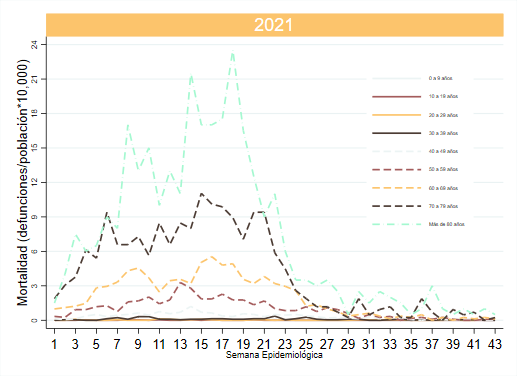 2021
Mortalidad (defunciones/población*10,000)
24
21
18
15
12
9
6
3
0
0 a 9 años
10 a 19 años
20 a 29 años
30 a 39 años
40 a 49 años
50 a 59 años
60 a 69 años
70 a 79 años
Más de 80 años
1 3 5 7 9 11 13 15 17 19 21 23 25 27 29 31 33 35 37 39 41 43
Semana Epidemiológica